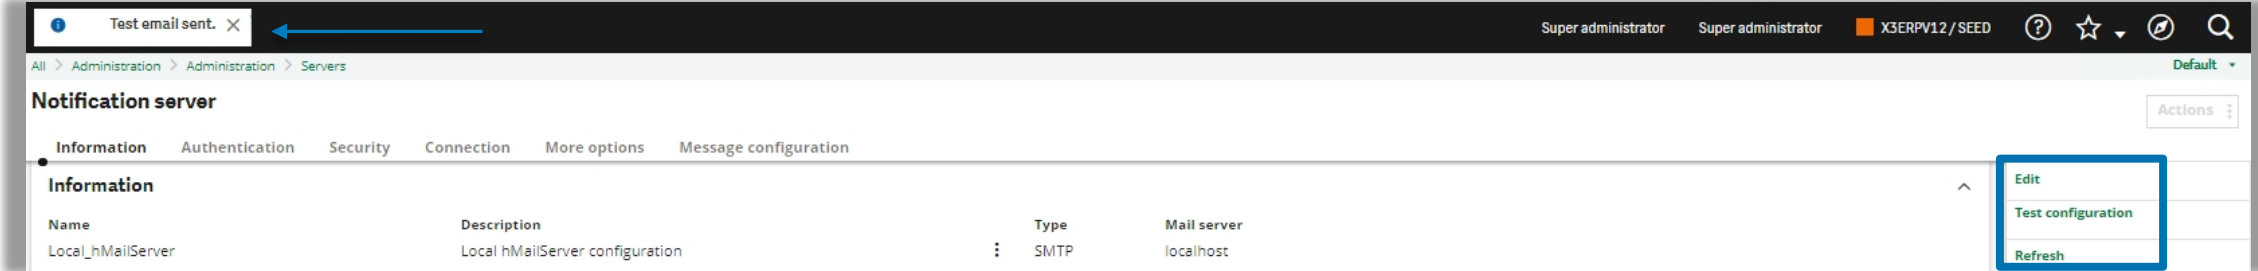 Test email sent.
Super administrator Super administrator X3ERPV12 / SEED
All > Administration > Administration > Servers
Default
Notification server
Actions
Information Authentication Security Connection More options Message configuration
Information
Edit
Test configuration
Refresh
Name Description Type Mail server
Local_hMailServer Local hMailServer configuration SMTP localhost